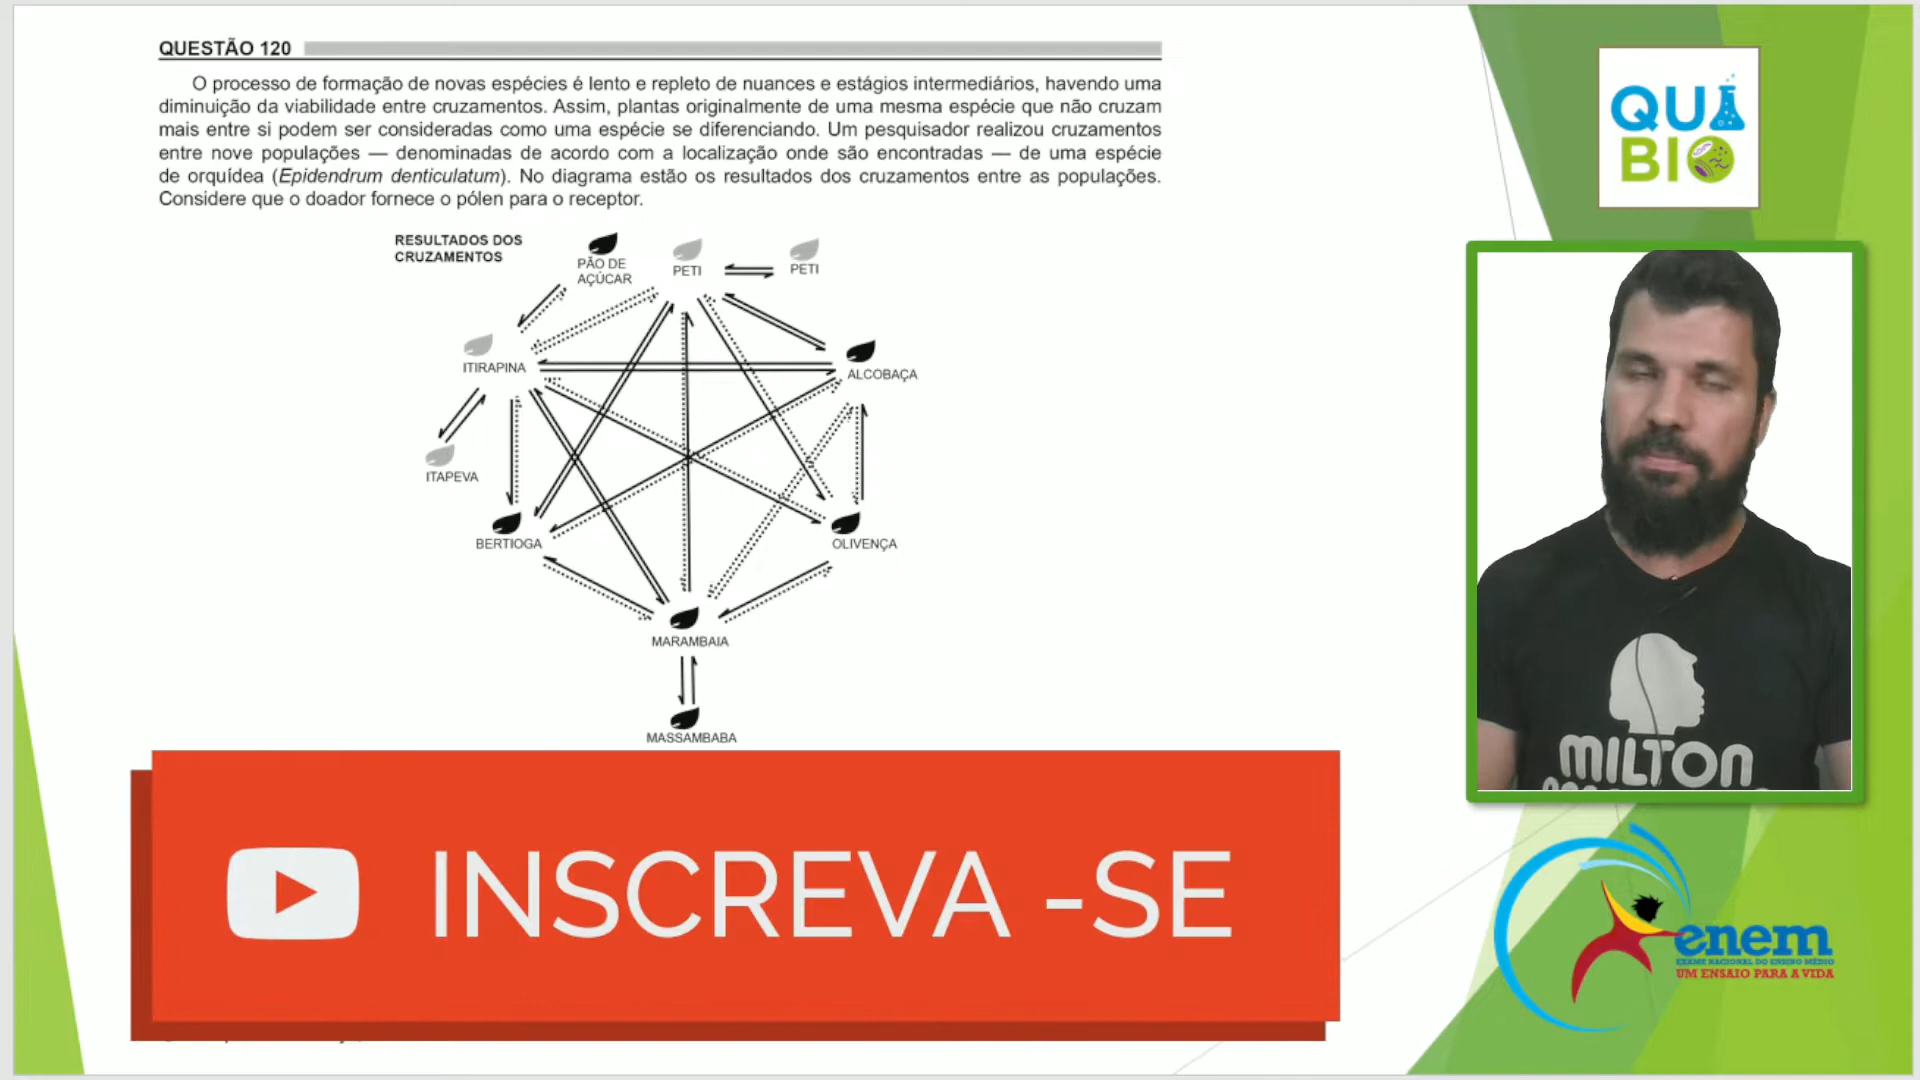 QUESTÃO 120
O processo de formação de novas espécies é lento e repleto de nuances e estágios intermediários, havendo uma
diminuição da viabilidade entre cruzamentos. Assim, plantas originalmente de uma mesma espécie que não cruzam
mais entre si podem ser consideradas como uma espécie se diferenciando. Um pesquisador realizou cruzamentos
entre nove populações — denominadas de acordo com a localização onde são encontradas — de uma espécie
de orquídea (Epidendrum denticulatum). No diagrama estão os resultados dos cruzamentos entre as populações.
Considere que o doador fornece o pólen para o receptor.
RESULTADOS DOS
CRUZAMENTOS
PÃO DE
AÇÚCAR
PETI
PETI
ITIRAPINA
ALCOBAÇA
ITAPEVA
BERTIOGA
OLIVENÇA
MARAMBAIA
MASSAMBABA
INSCREVA -SE
QUÍ
BIO
MILTON
enem
EXAME NACIONAL DO ENSINO MÉDIO
UM ENSAIO PARA A VIDA